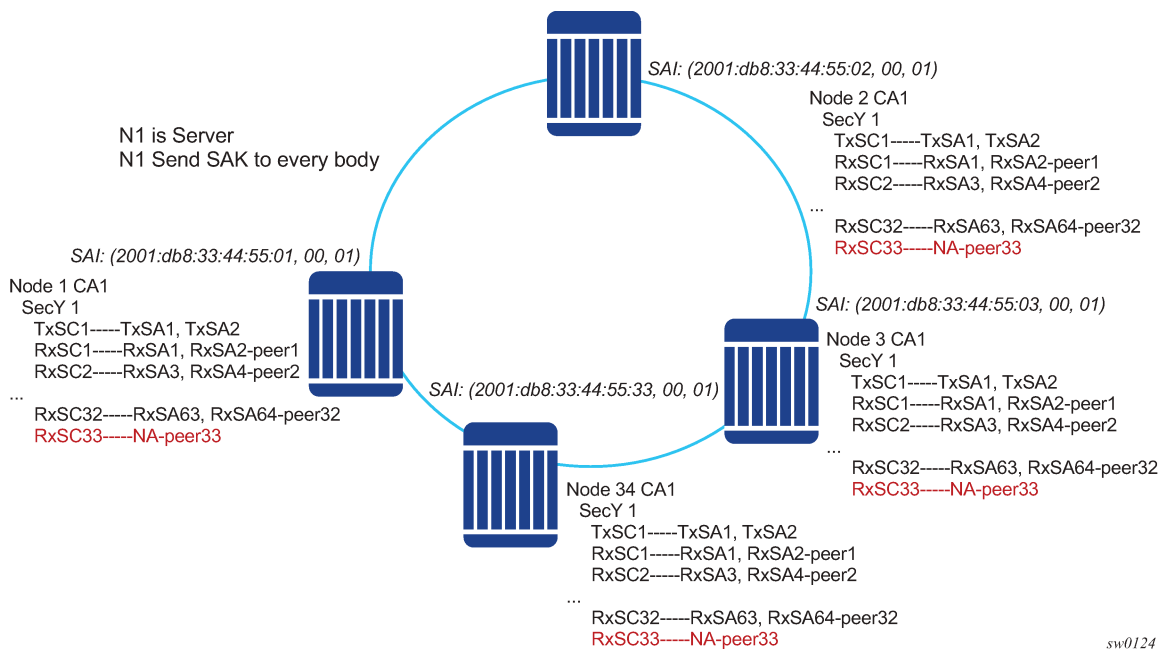 SAI: (2001:db8:33:44:55:02, 00, 01)
Node 2 CA1
SecY 1
TxSC1-----TxSA1, TxSA2
RxSC1-----RxSA1, RxSA2-peer1
RxSC2-----RxSA3, RxSA4-peer2
...
RxSC32-----RxSA63, RxSA64-peer32
RxSC33-----NA-peer33
N1 is Server
N1 Send SAK to every body
SAI: (2001:db8:33:44:55:01, 00, 01)
Node 1 CA1
SecY 1
TxSC1-----TxSA1, TxSA2
RxSC1-----RxSA1, RxSA2-peer1
RxSC2-----RxSA3, RxSA4-peer2
...
RxSC32-----RxSA63, RxSA64-peer32
RxSC33-----NA-peer33
SAI: (2001:db8:33:44:55:03, 00, 01)
Node 3 CA1
SecY 1
TxSC1-----TxSA1, TxSA2
RxSC1-----RxSA1, RxSA2-peer1
RxSC2-----RxSA3, RxSA4-peer2
...
RxSC32-----RxSA63, RxSA64-peer32
RxSC33-----NA-peer33
SAI: (2001:db8:33:44:55:33, 00, 01)
Node 34 CA1
SecY 1
TxSC1-----TxSA1, TxSA2
RxSC1-----RxSA1, RxSA2-peer1
RxSC2-----RxSA3, RxSA4-peer2
...
RxSC32-----RxSA63, RxSA64-peer32
RxSC33-----NA-peer33
sw0124